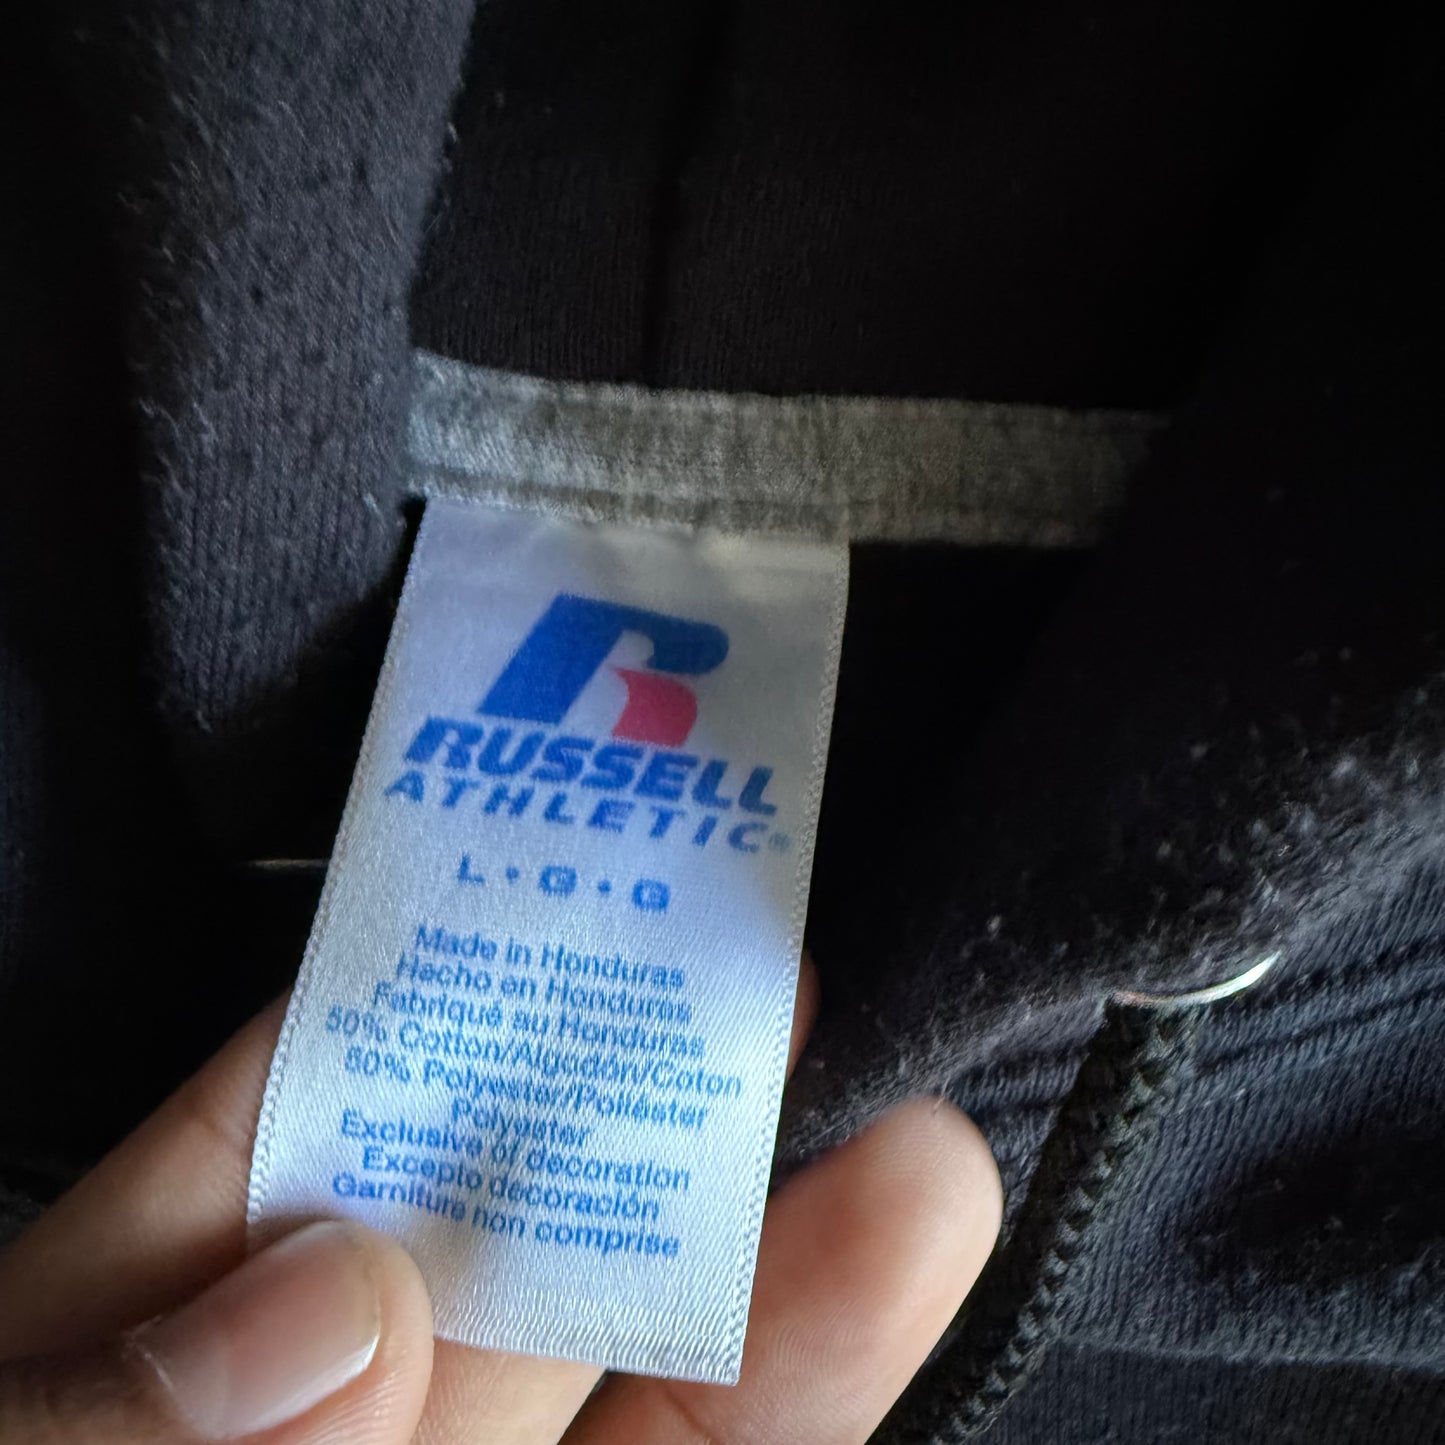 RUSSELL
ATHLETIC®
L • G • G
Made in Honduras
Hecho en Honduras
Fabriqué au Honduras
50% Cotton/Algodón/Coton
50% Polyester/Poliéster
Polyester
Exclusive of decoration
Excepto decoración
Garniture non comprise